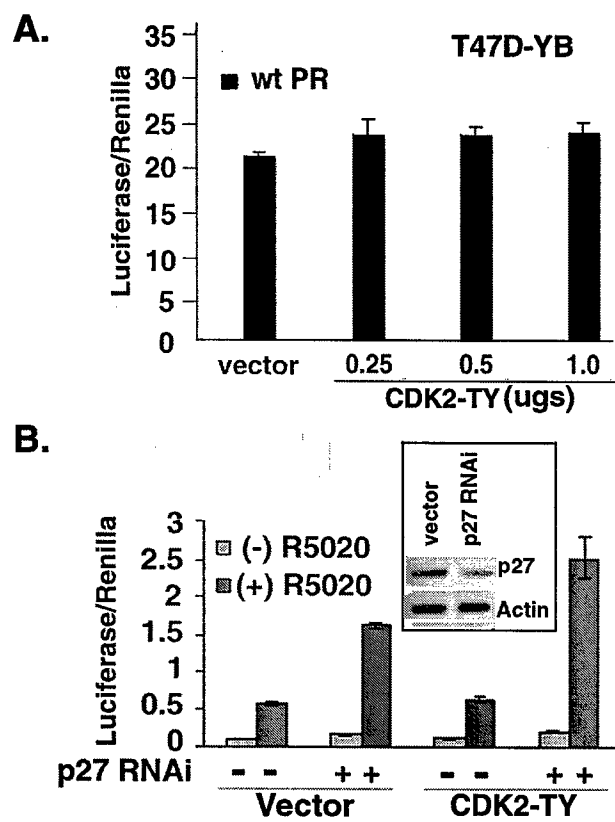 A.
T47D-YB
wt PR
Luciferase/Renilla
35
30
25
20
15
10
5
0
vector 0.25 0.5 1.0
CDK2-TY (ugs)
B.
vector
p27 RNAi
p27
Actin
(-) R5020
(+) R5020
Luciferase/Renilla
3
2.5
2
1.5
1
0.5
0
p27 RNAi - - + + - - + +
Vector CDK2-TY